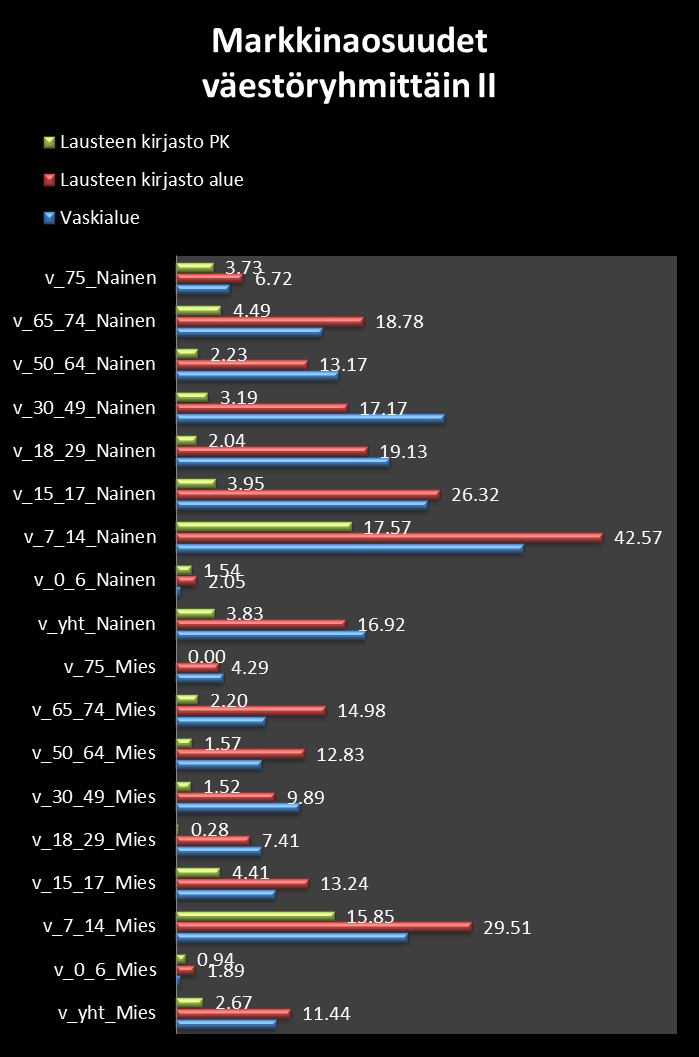 Markkinaosuudet
väestöryhmittäin II
Lausteen kirjasto PK
Lausteen kirjasto alue
Vaskialue
v_75_Nainen 3.73 6.72
v_65_74_Nainen 4.49 18.78
v_50_64_Nainen 2.23 13.17
v_30_49_Nainen 3.19 17.17
v_18_29_Nainen 2.04 19.13
v_15_17_Nainen 3.95 26.32
v_7_14_Nainen 17.57 42.57
v_0_6_Nainen 1.54 2.05
v_yht_Nainen 3.83 16.92
v_75_Mies 0.00 4.29
v_65_74_Mies 2.20 14.98
v_50_64_Mies 1.57 12.83
v_30_49_Mies 1.52 9.89
v_18_29_Mies 0.28 7.41
v_15_17_Mies 4.41 13.24
v_7_14_Mies 15.85 29.51
v_0_6_Mies 0.94 1.89
v_yht_Mies 2.67 11.44